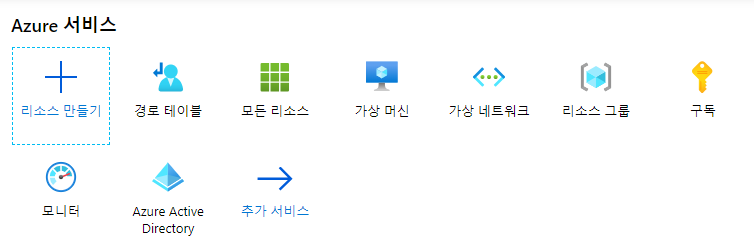 Azure 서비스
리소스 만들기
경로 테이블
모든 리소스
가상 머신
가상 네트워크
리소스 그룹
구독
모니터
Azure Active
Directory
추가 서비스